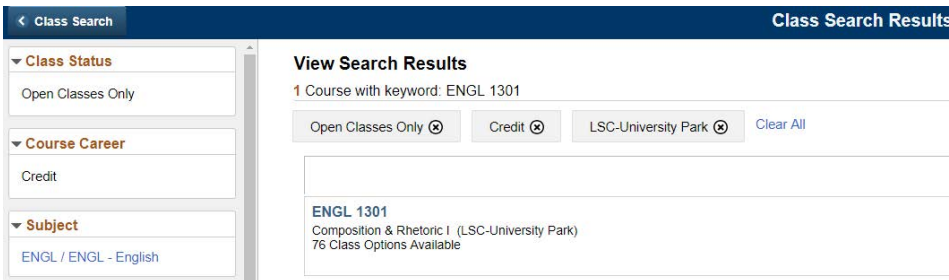 Class Search
Class Search Results
Class Status
Open Classes Only
Course Career
Credit
Subject
ENGL / ENGL - English
View Search Results
1 Course with keyword: ENGL 1301
Open Classes Only Credit LSC-University Park Clear All
ENGL 1301
Composition & Rhetoric I (LSC-University Park)
76 Class Options Available